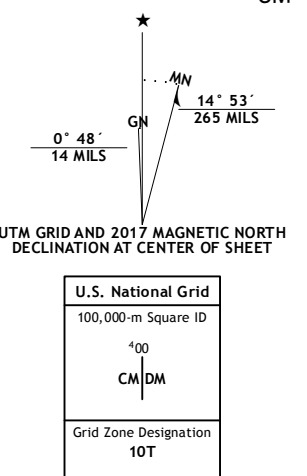 MN
GN
14° 53´
265 MILS
0° 48´
14 MILS
UTM GRID AND 2017 MAGNETIC NORTH
DECLINATION AT CENTER OF SHEET
U.S. National Grid
100,000-m Square ID
400
CM DM
Grid Zone Designation
10T